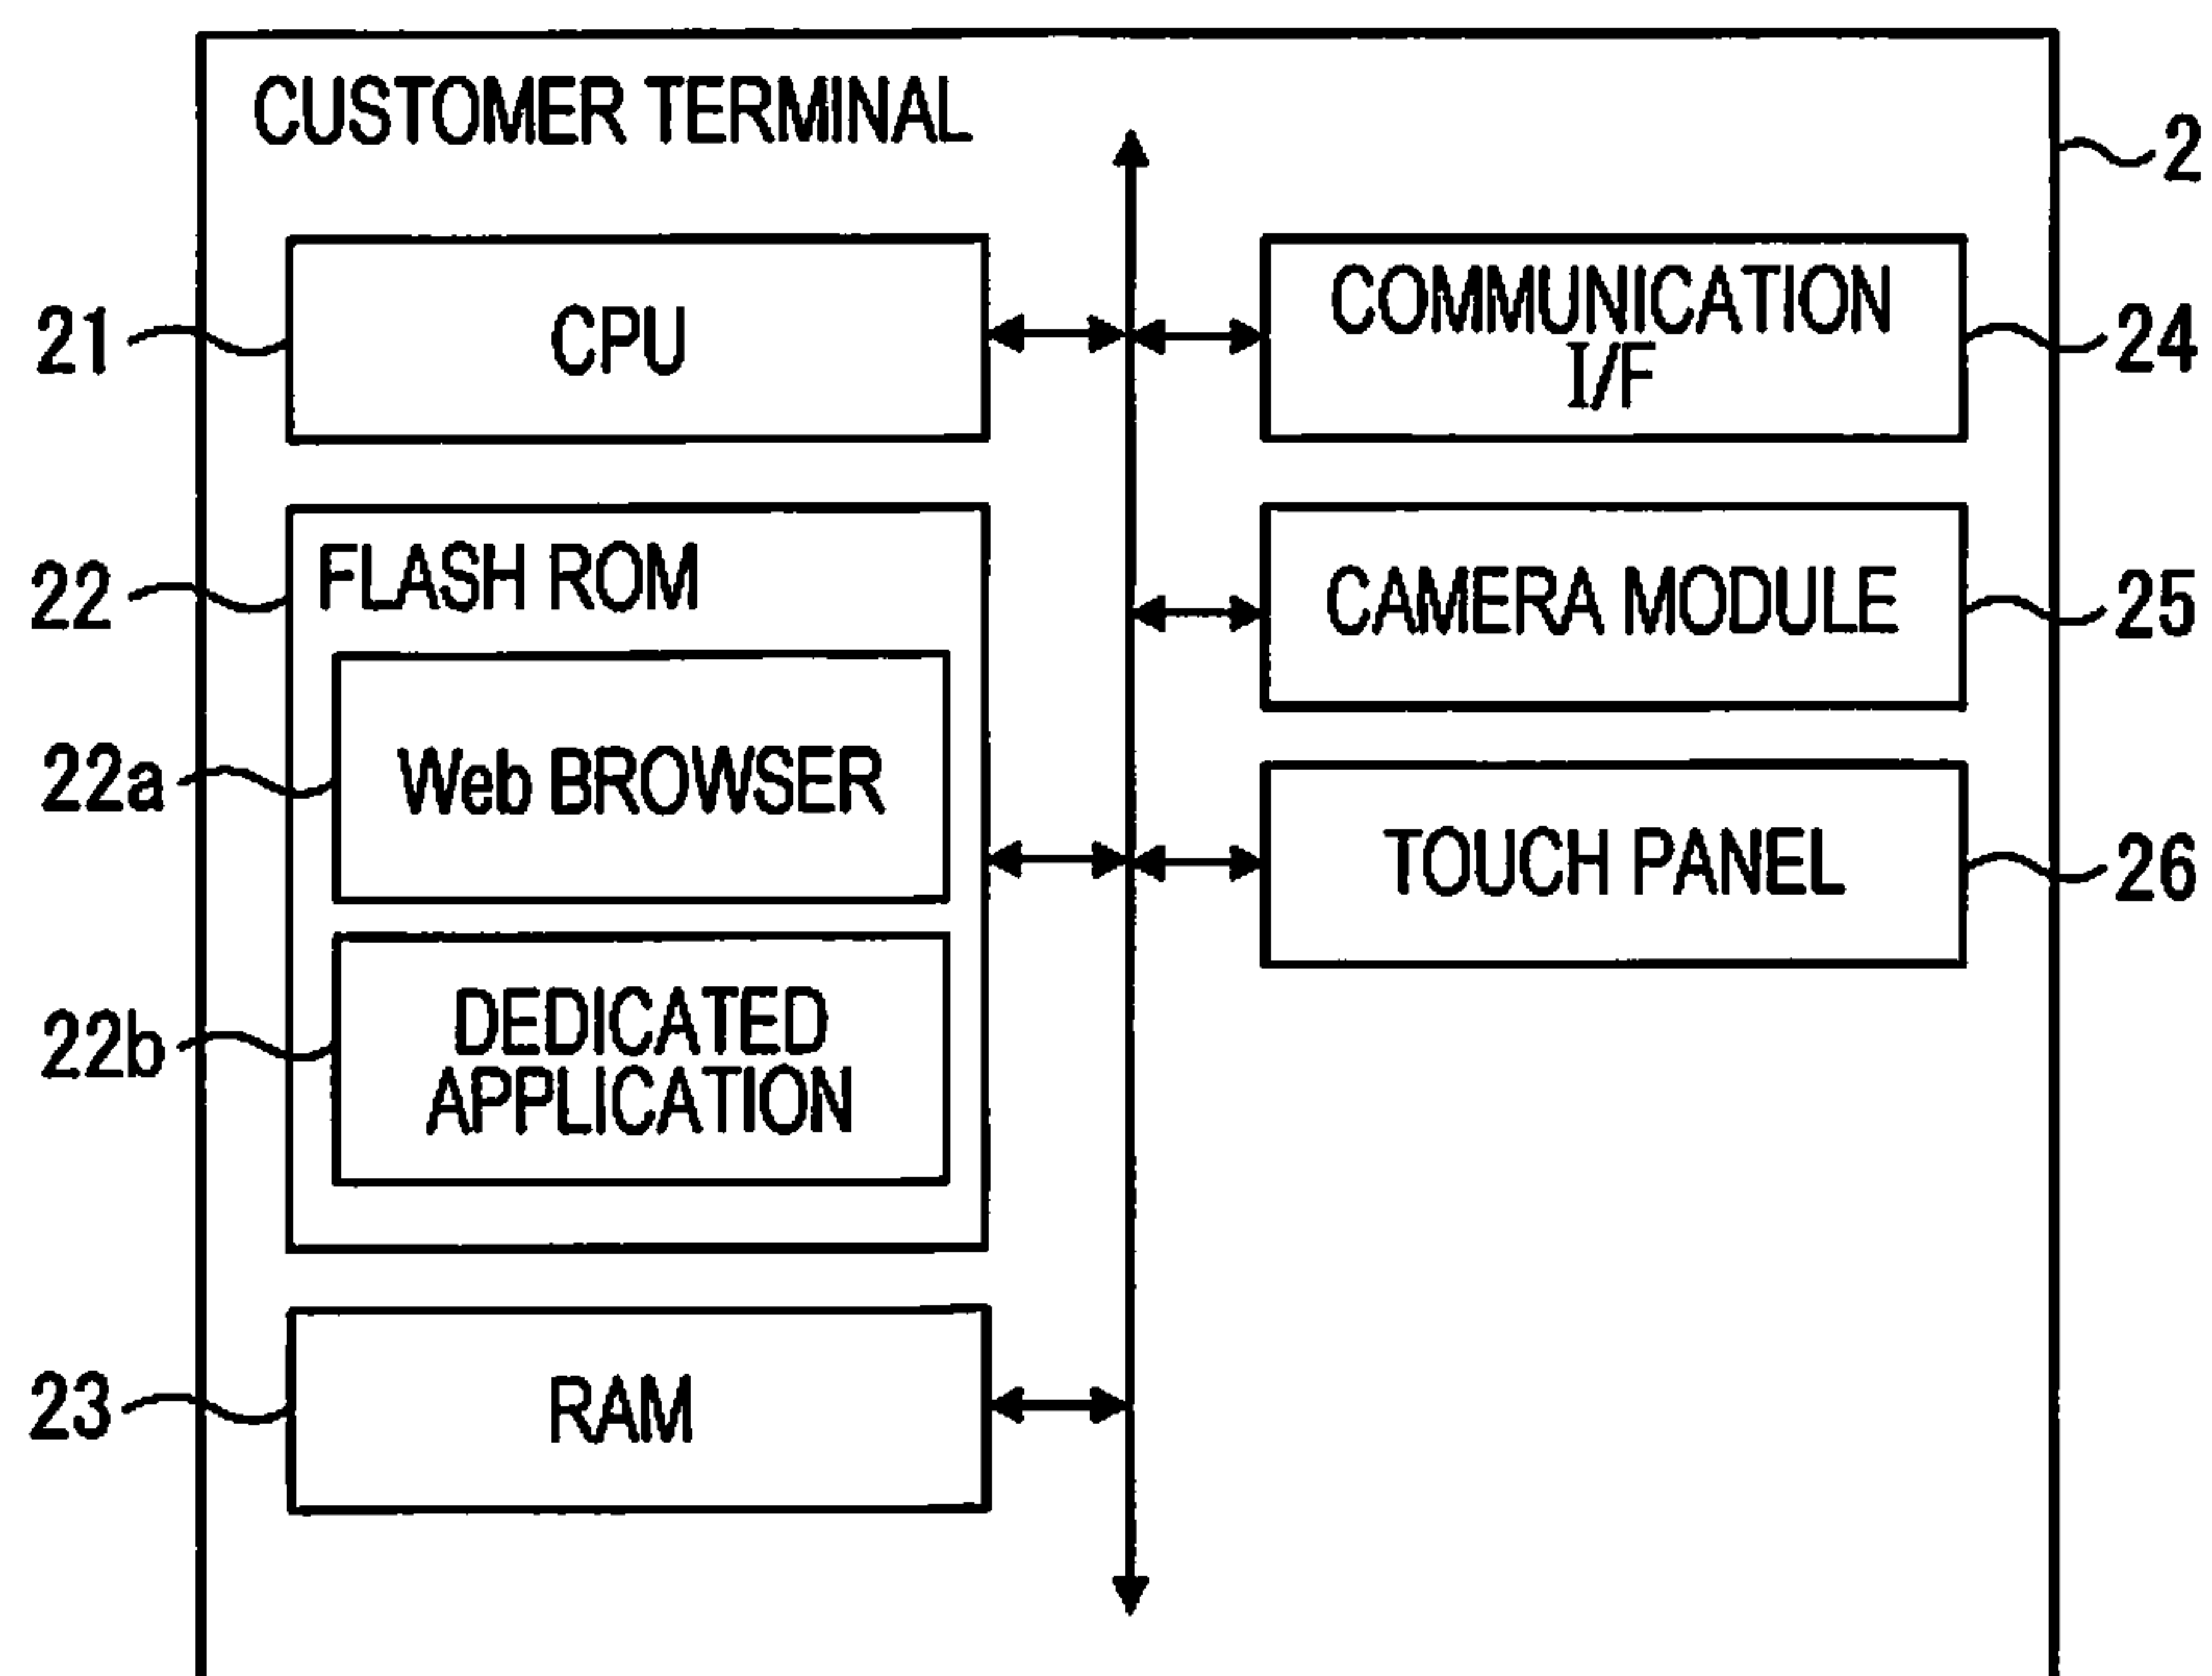 CUSTOMER TERMINAL
2
21
CPU
COMMUNICATION
I/F
24
22
FLASH ROM
CAMERA MODULE
25
22a
Web BROWSER
TOUCH PANEL
26
22b
DEDICATED
APPLICATION
23
RAM